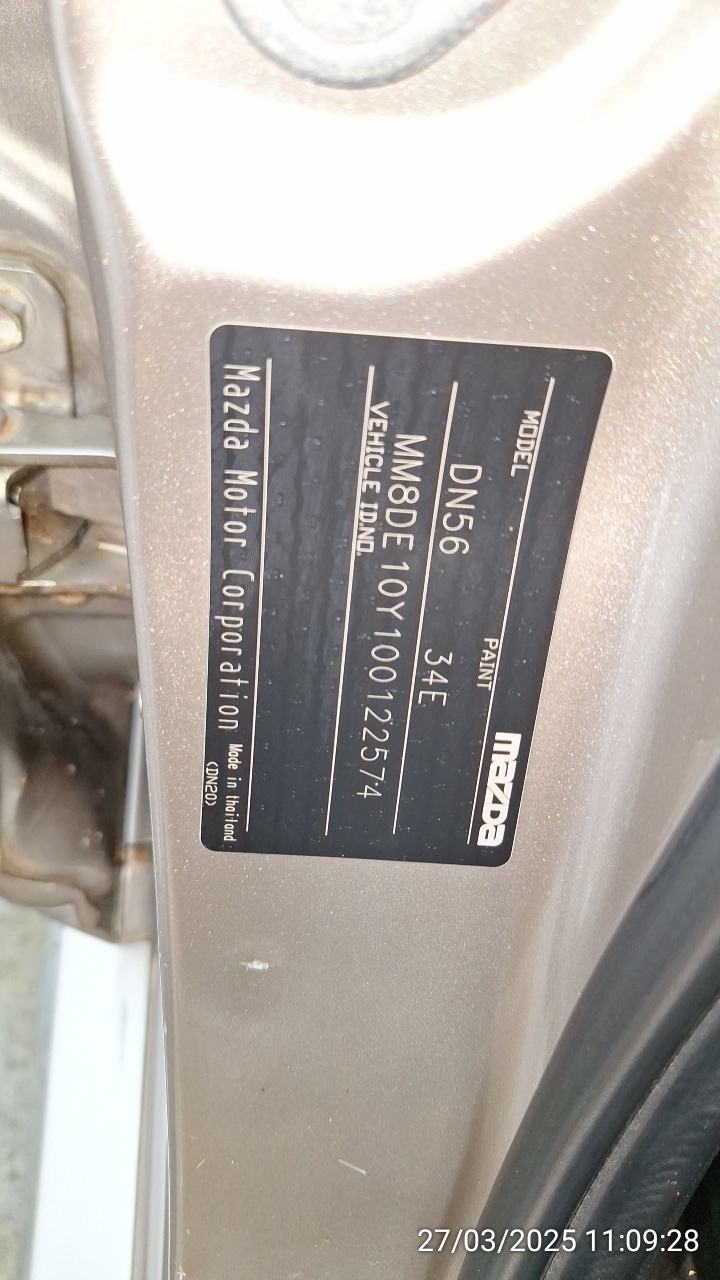 mazda
MODEL PAINT
DN56 34E
MM8DE10Y100122574
VEHICLE ID.NO.
Mazda Motor Corporation Made in thailand
(DN20)
27/03/2025 11:09:28